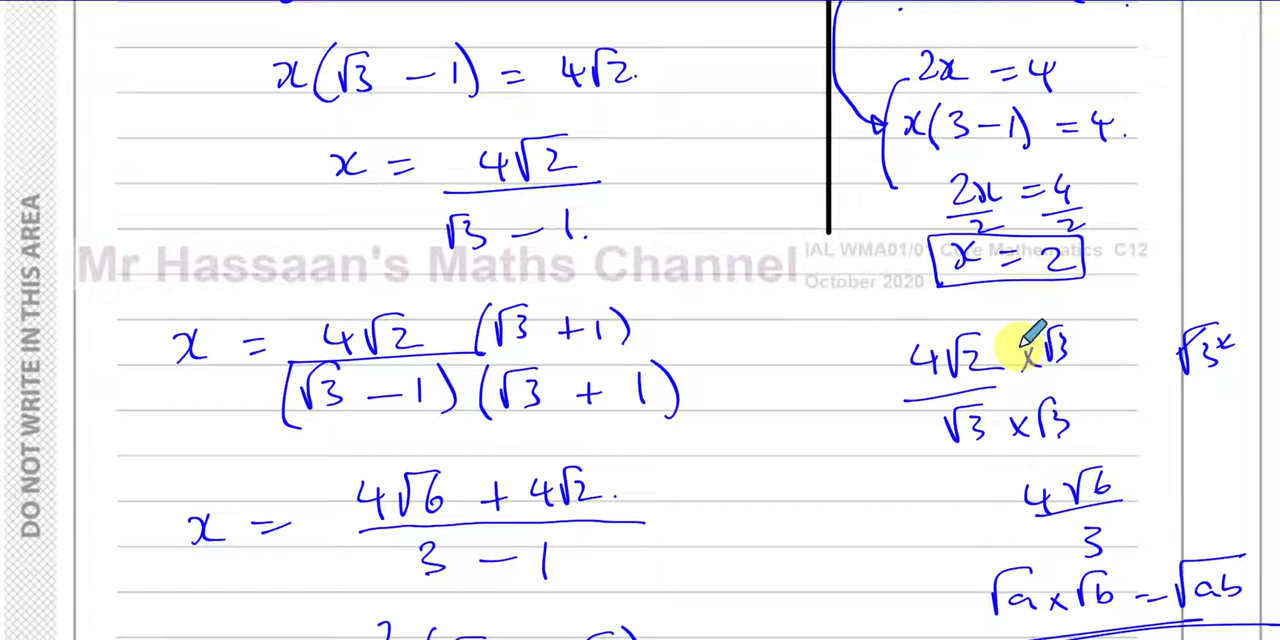 x(√3 - 1) = 4√2.
x = 4√2 / √3 - 1.
x = 4√2 (√3 + 1) / (√3 - 1)(√3 + 1)
x = 4√6 + 4√2. / 3 - 1
2x = 4
x(3 - 1) = 4.
2x/2 = 4/2
x = 2
4√2 × √3 / √3 × √3
√3x
4√6 / 3
√a × √b = √ab
DO NOT WRITE IN THIS AREA
Mr Hassaan's Maths Channel
IAL WMA01/01 Core Mathematics C12
October 2020